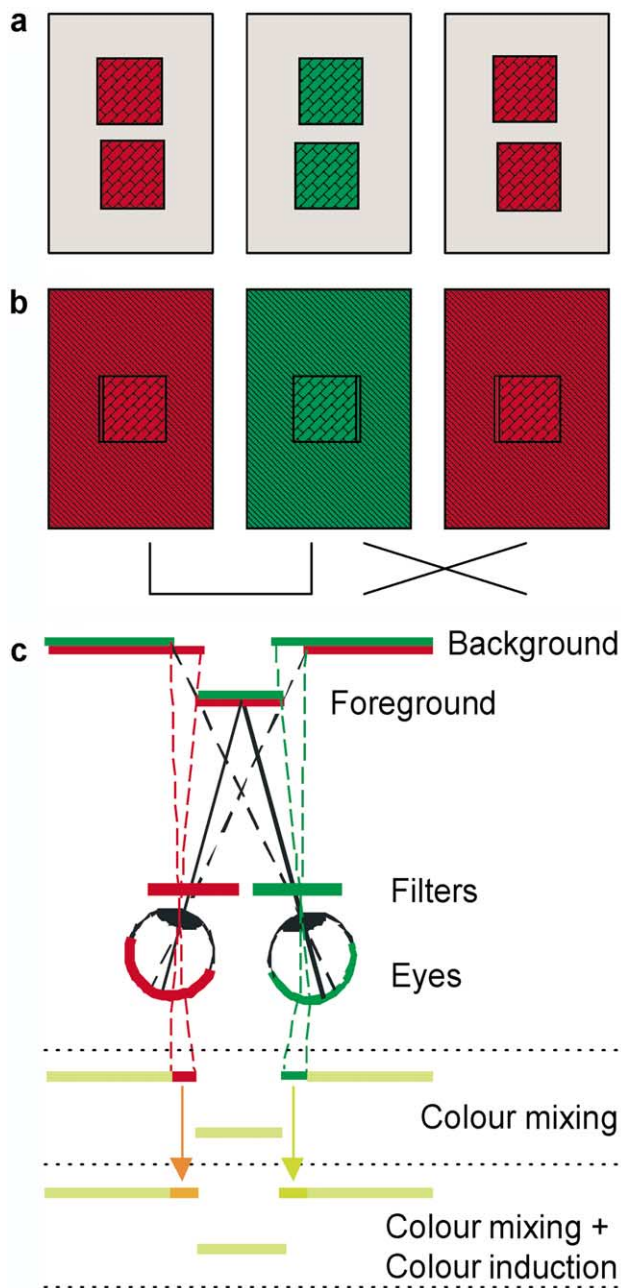 a
b
c
Background
Foreground
Filters
Eyes
Colour mixing
Colour mixing +
Colour induction